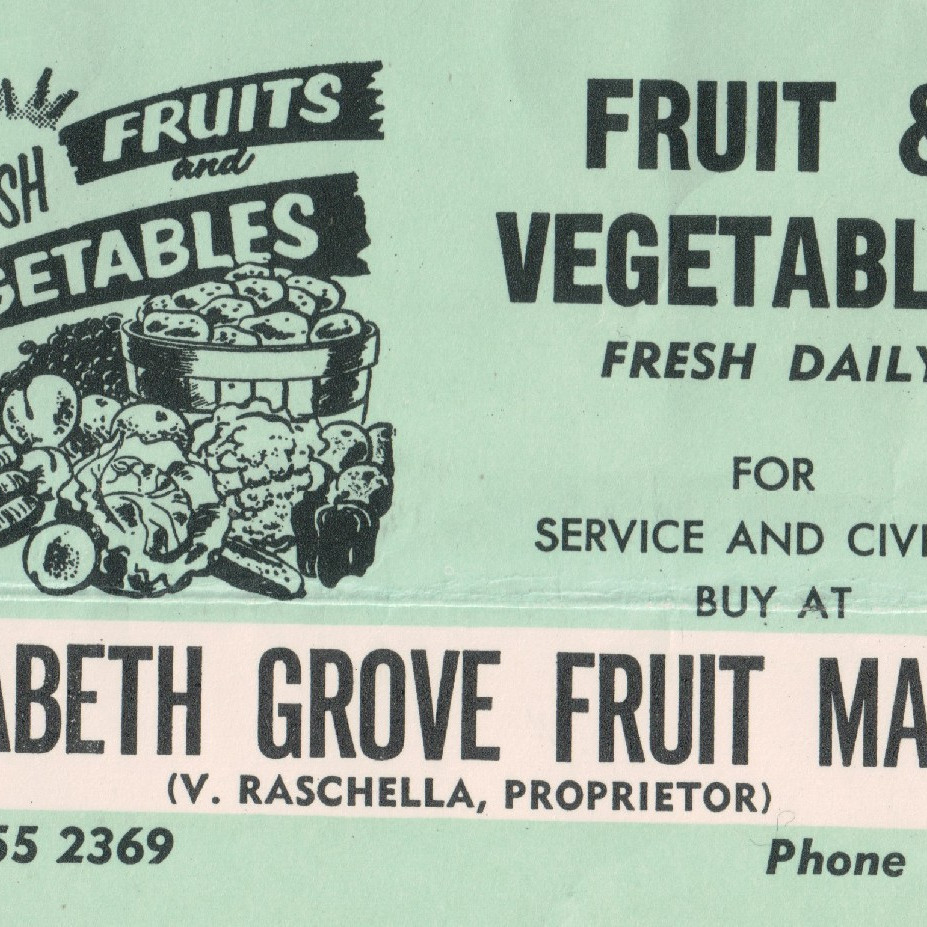 SH
FRUITS
and
GETABLES
FRUIT &
VEGETABL
FRESH DAILY
FOR
SERVICE AND CIVI
BUY AT
ABETH GROVE FRUIT MA
(V. RASCHELLA, PROPRIETOR)
55 2369
Phone